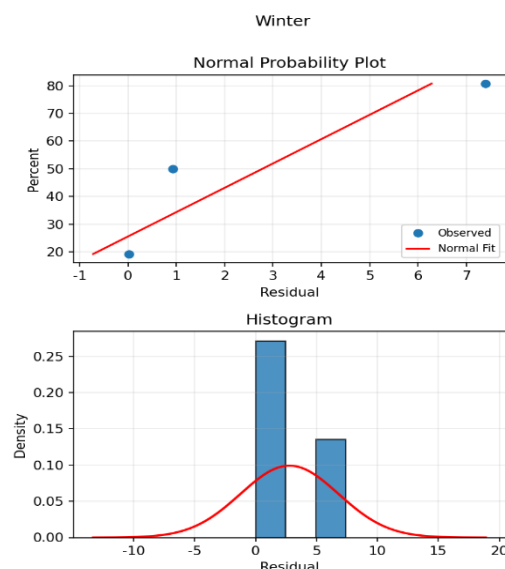 Winter
Normal Probability Plot
Percent
80
70
60
50
40
30
20
Observed
Normal Fit
-1 0 1 2 3 4 5 6 7
Residual
Histogram
Density
0.25
0.20
0.15
0.10
0.05
0.00
-10 -5 0 5 10 15 20
Residual